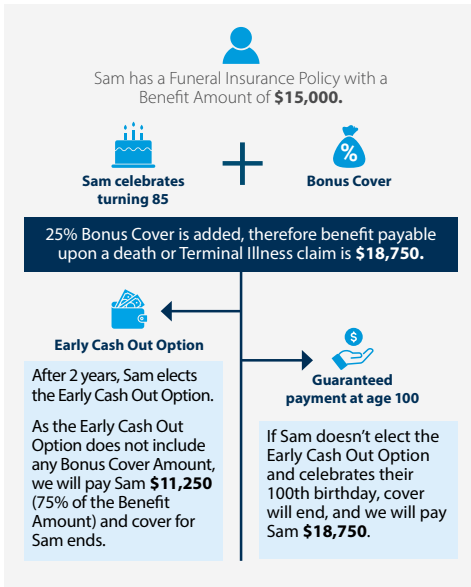 Sam has a Funeral Insurance Policy with a
Benefit Amount of $15,000.
Sam celebrates
turning 85
%
Bonus Cover
25% Bonus Cover is added, therefore benefit payable
upon a death or Terminal Illness claim is $18,750.
Early Cash Out Option
After 2 years, Sam elects
the Early Cash Out Option.
As the Early Cash Out
Option does not include
any Bonus Cover Amount,
we will pay Sam $11,250
(75% of the Benefit
Amount) and cover for
Sam ends.
$
Guaranteed
payment at age 100
If Sam doesn't elect the
Early Cash Out Option
and celebrates their
100th birthday, cover
will end, and we will pay
Sam $18,750.